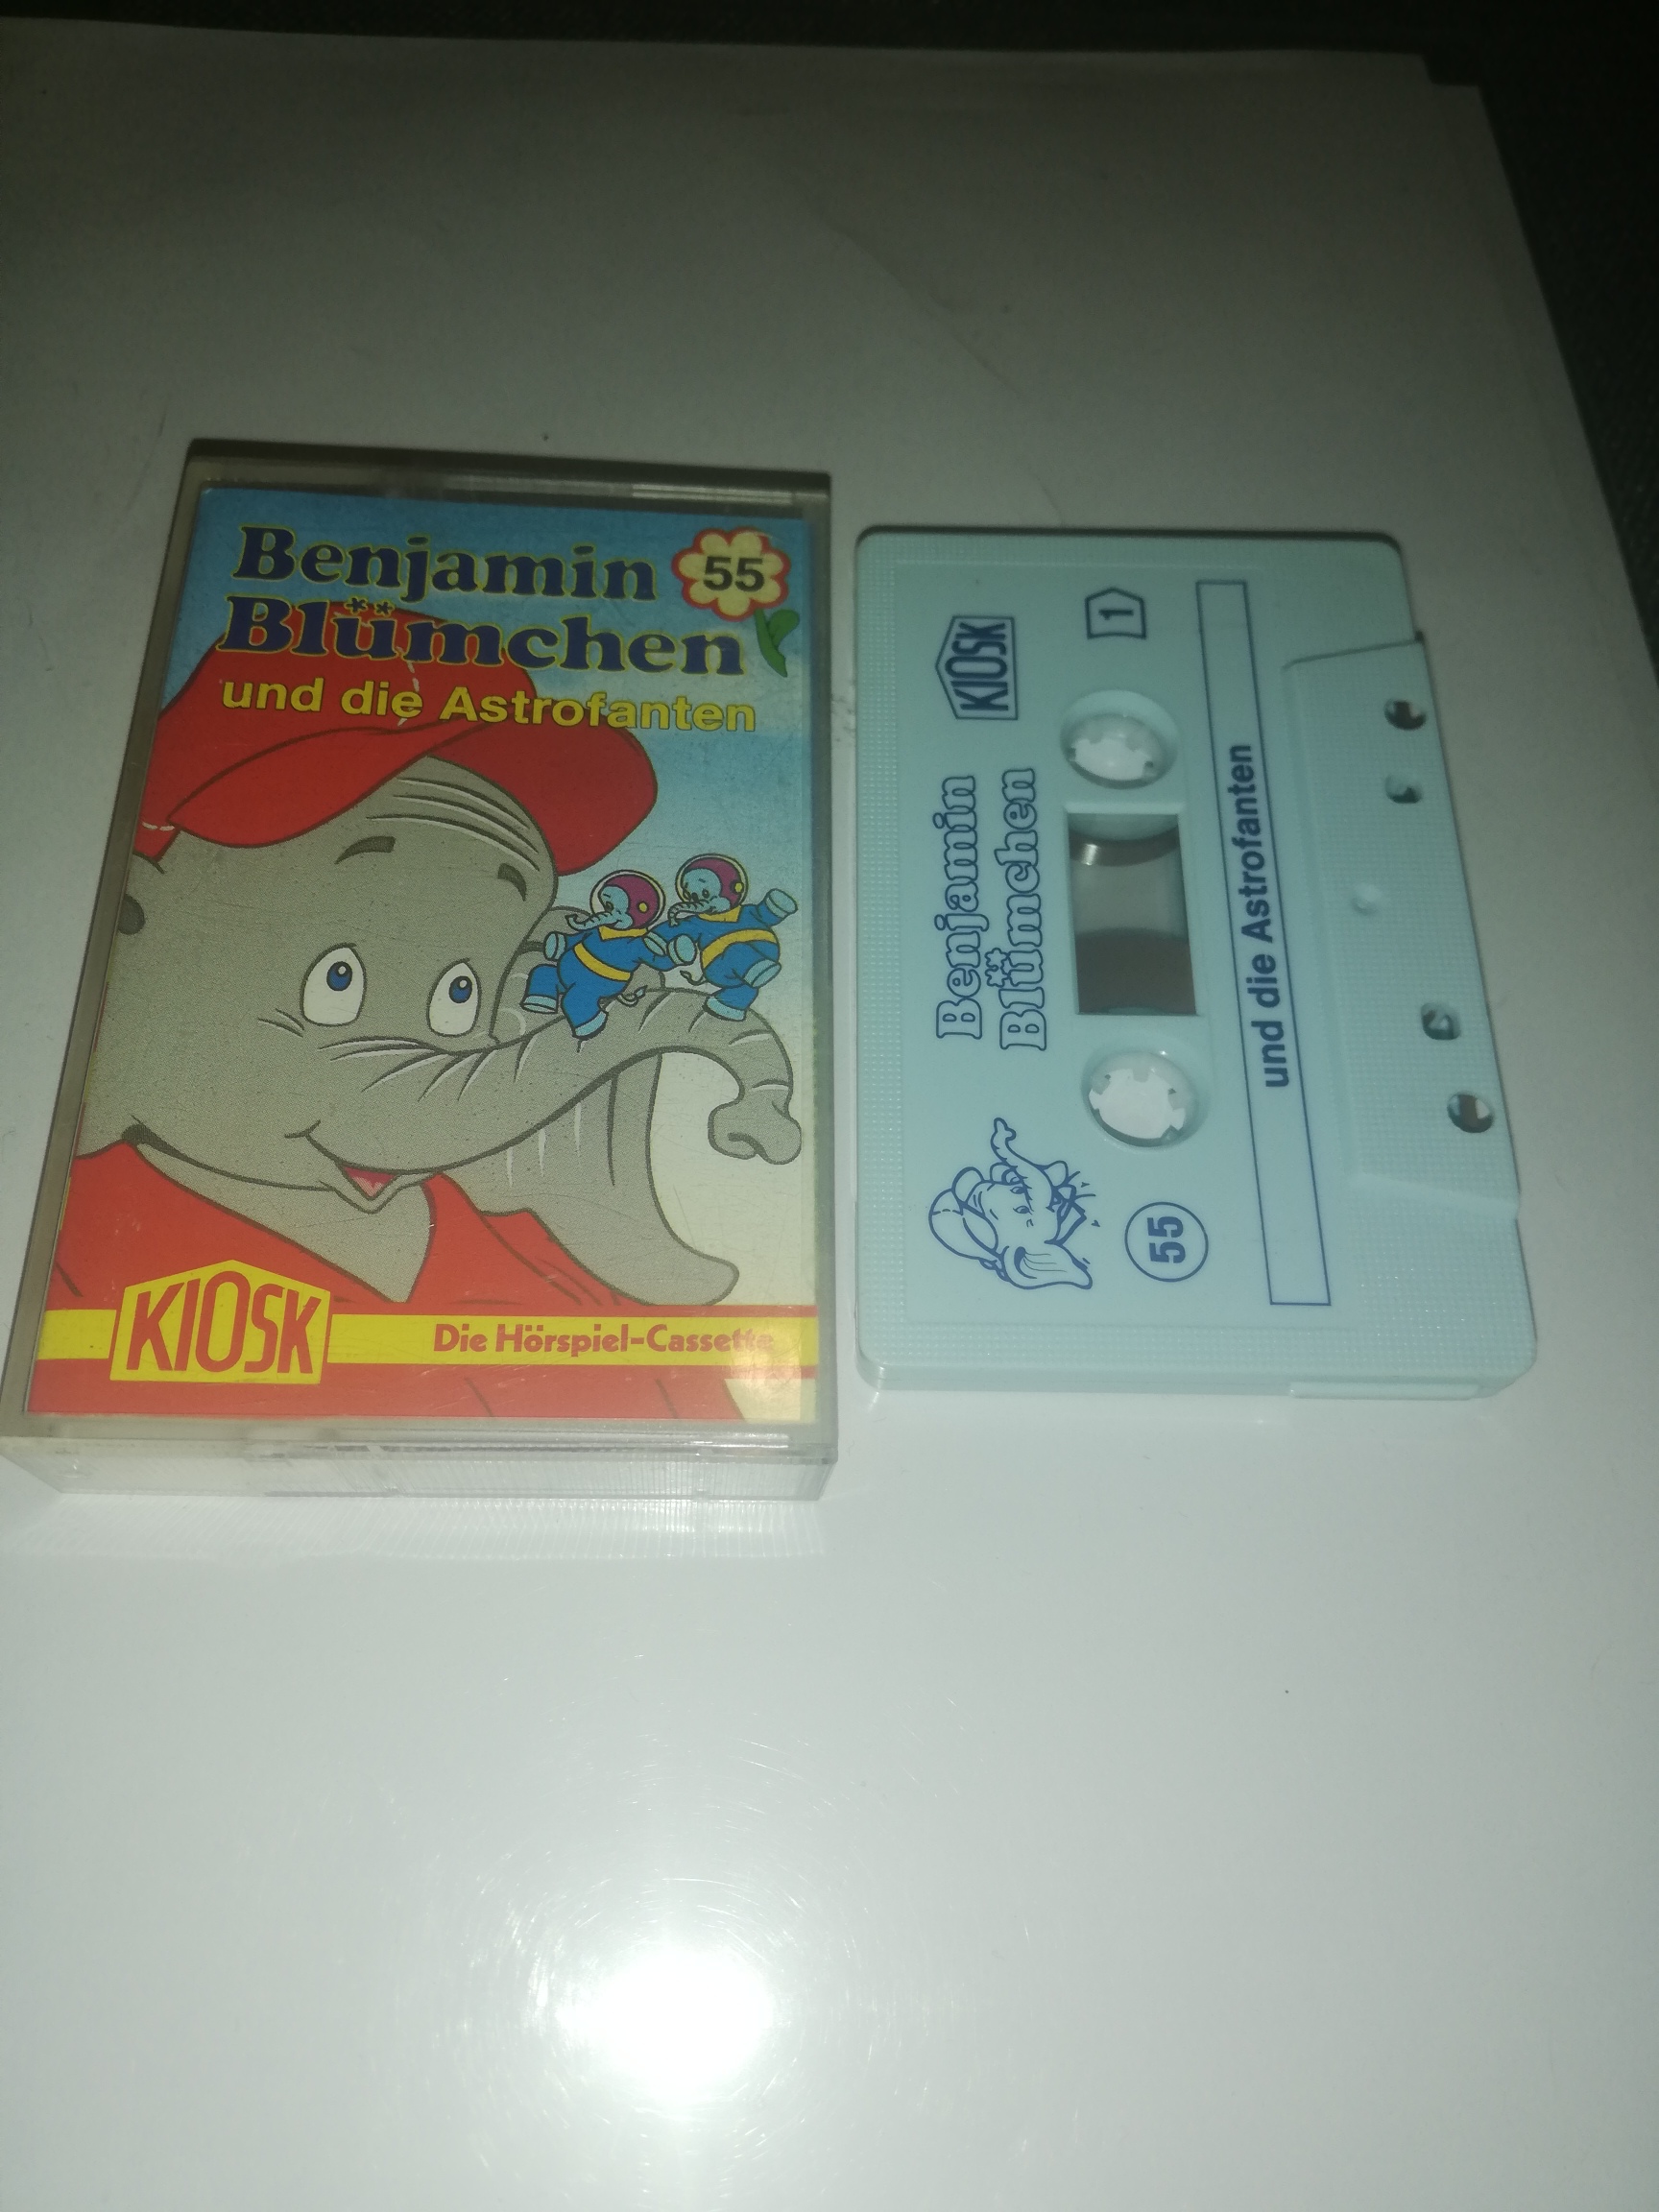 Benjamin
Blümchen
55
und die Astrofanten
KIOSK
Die Hörspiel-Cassette
KIOSK
1
Benjamin
Blümchen
55
und die Astrofanten